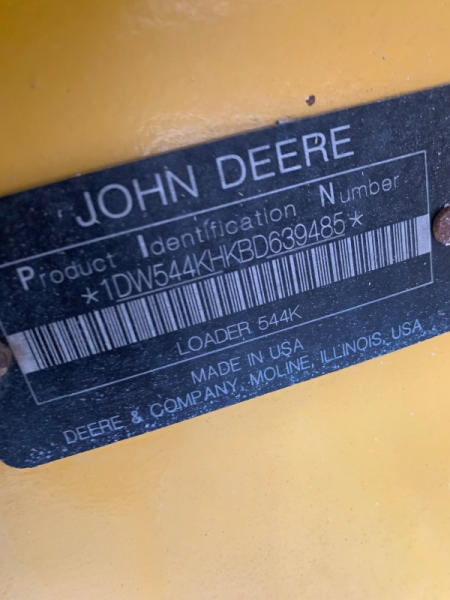 JOHN DEERE
Product Identification Number
*1DW544KHKBD639485*
LOADER 544K
MADE IN USA
DEERE & COMPANY, MOLINE, ILLINOIS, USA